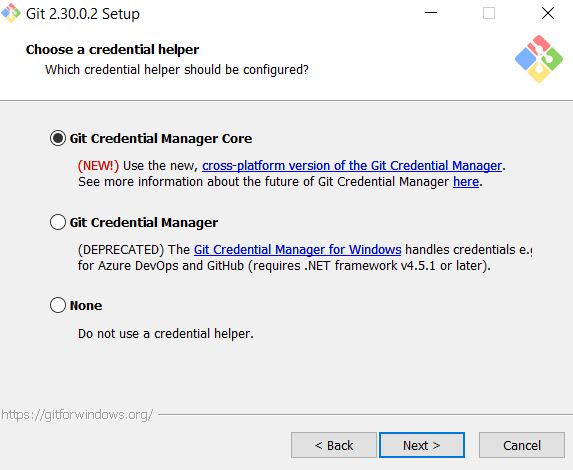 Git 2.30.0.2 Setup
Choose a credential helper
Which credential helper should be configured?
Git Credential Manager Core
(NEW!) Use the new, cross-platform version of the Git Credential Manager.
See more information about the future of Git Credential Manager here.
Git Credential Manager
(DEPRECATED) The Git Credential Manager for Windows handles credentials e.g
for Azure DevOps and GitHub (requires .NET framework v4.5.1 or later).
None
Do not use a credential helper.
https://gitforwindows.org/
< Back
Next >
Cancel